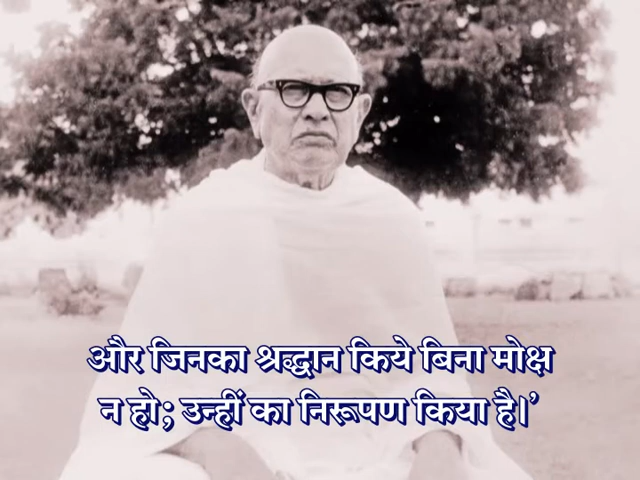 और जिनका श्रद्धान किये बिना मोक्ष
न हो; उन्हीं का निरूपण किया है।’